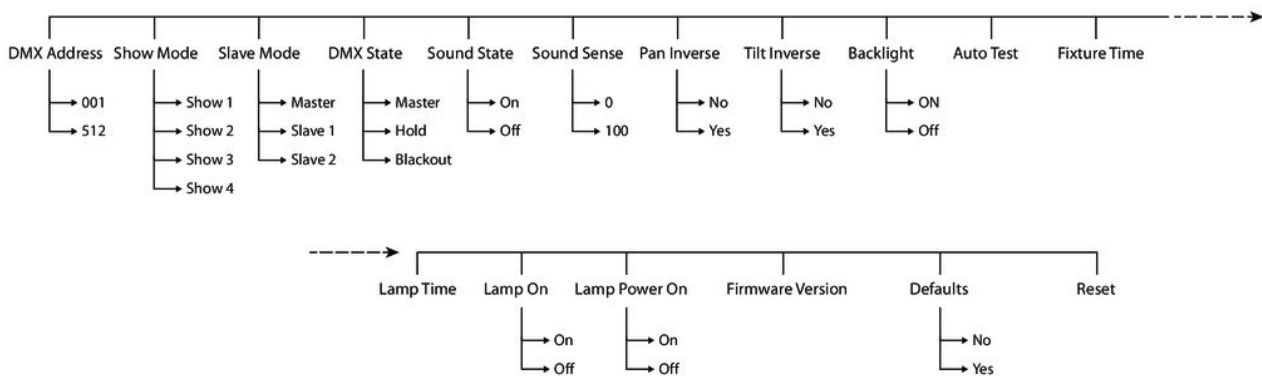 DMX Address Show Mode Slave Mode DMX State Sound State Sound Sense Pan Inverse Tilt Inverse Backlight Auto Test Fixture Time
001 Show 1 Master Master On 0 No No ON
512 Show 2 Slave 1 Hold Off 100 Yes Yes Off
Show 3 Slave 2 Blackout
Show 4
Lamp Time Lamp On Lamp Power On Firmware Version Defaults Reset
On On No
Off Off Yes